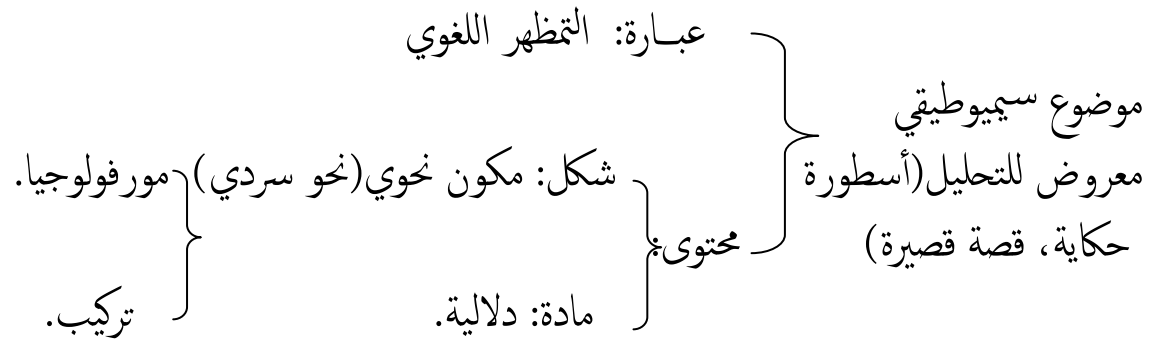 عبـارة: التمظهر اللغوي
موضوع سيميوطيقي
معروض للتحليل(أسطورة
شكل: مكون نحوي(نحو سردي) مورفولوجيا.
حكاية، قصة قصيرة)
محتوى:
مادة: دلالية.
تركيب.